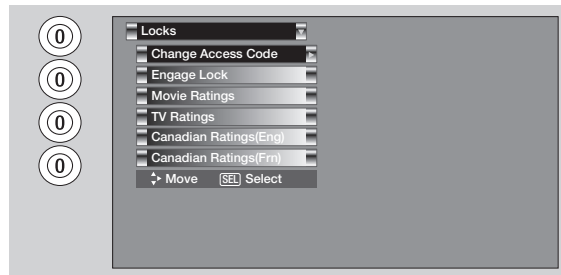 0
0
0
0
Locks
Change Access Code
Engage Lock
Movie Ratings
TV Ratings
Canadian Ratings(Eng)
Canadian Ratings(Frn)
Move SEL Select